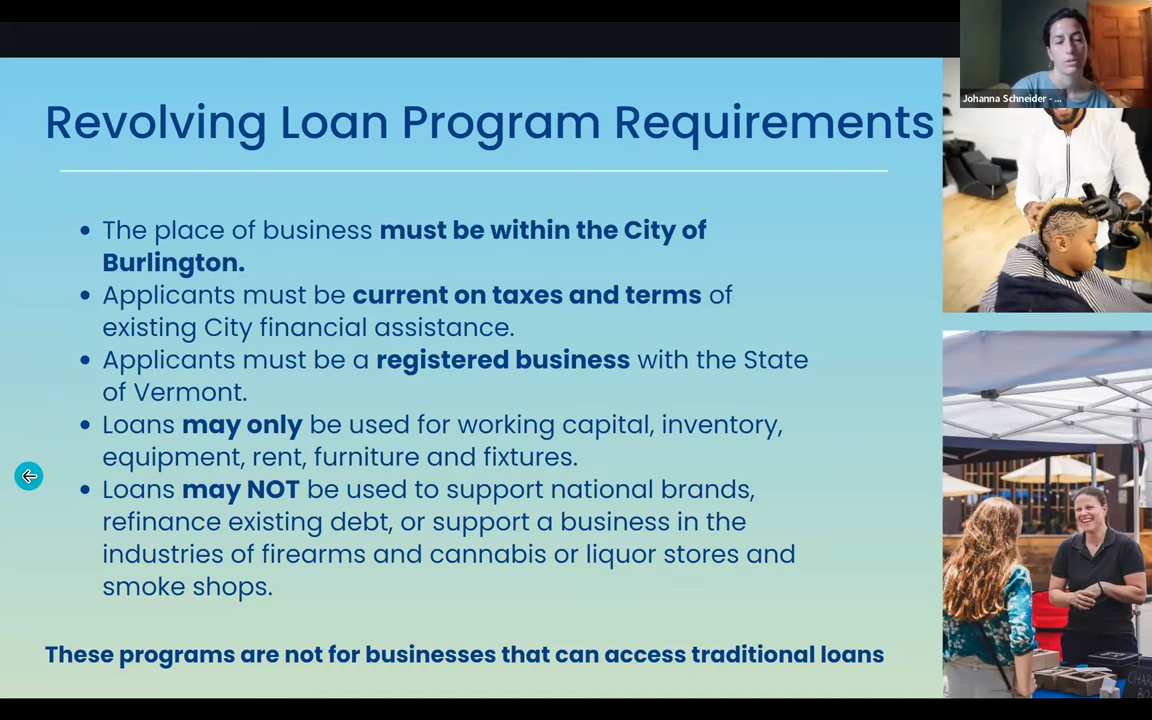 Johanna Schneider - ...
Revolving Loan Program Requirements
• The place of business must be within the City of
Burlington.
• Applicants must be current on taxes and terms of
existing City financial assistance.
• Applicants must be a registered business with the State
of Vermont.
• Loans may only be used for working capital, inventory,
equipment, rent, furniture and fixtures.
• Loans may NOT be used to support national brands,
refinance existing debt, or support a business in the
industries of firearms and cannabis or liquor stores and
smoke shops.
These programs are not for businesses that can access traditional loans